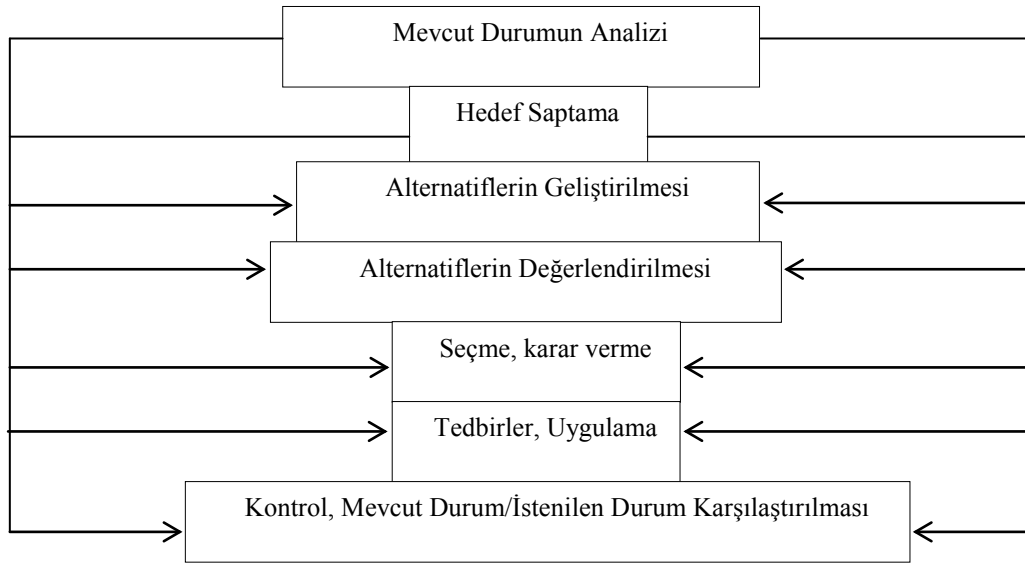 Mevcut Durumun Analizi
Hedef Saptama
Alternatiflerin Geliştirilmesi
Alternatiflerin Değerlendirilmesi
Seçme, karar verme
Tedbirler, Uygulama
Kontrol, Mevcut Durum/İstenilen Durum Karşılaştırılması